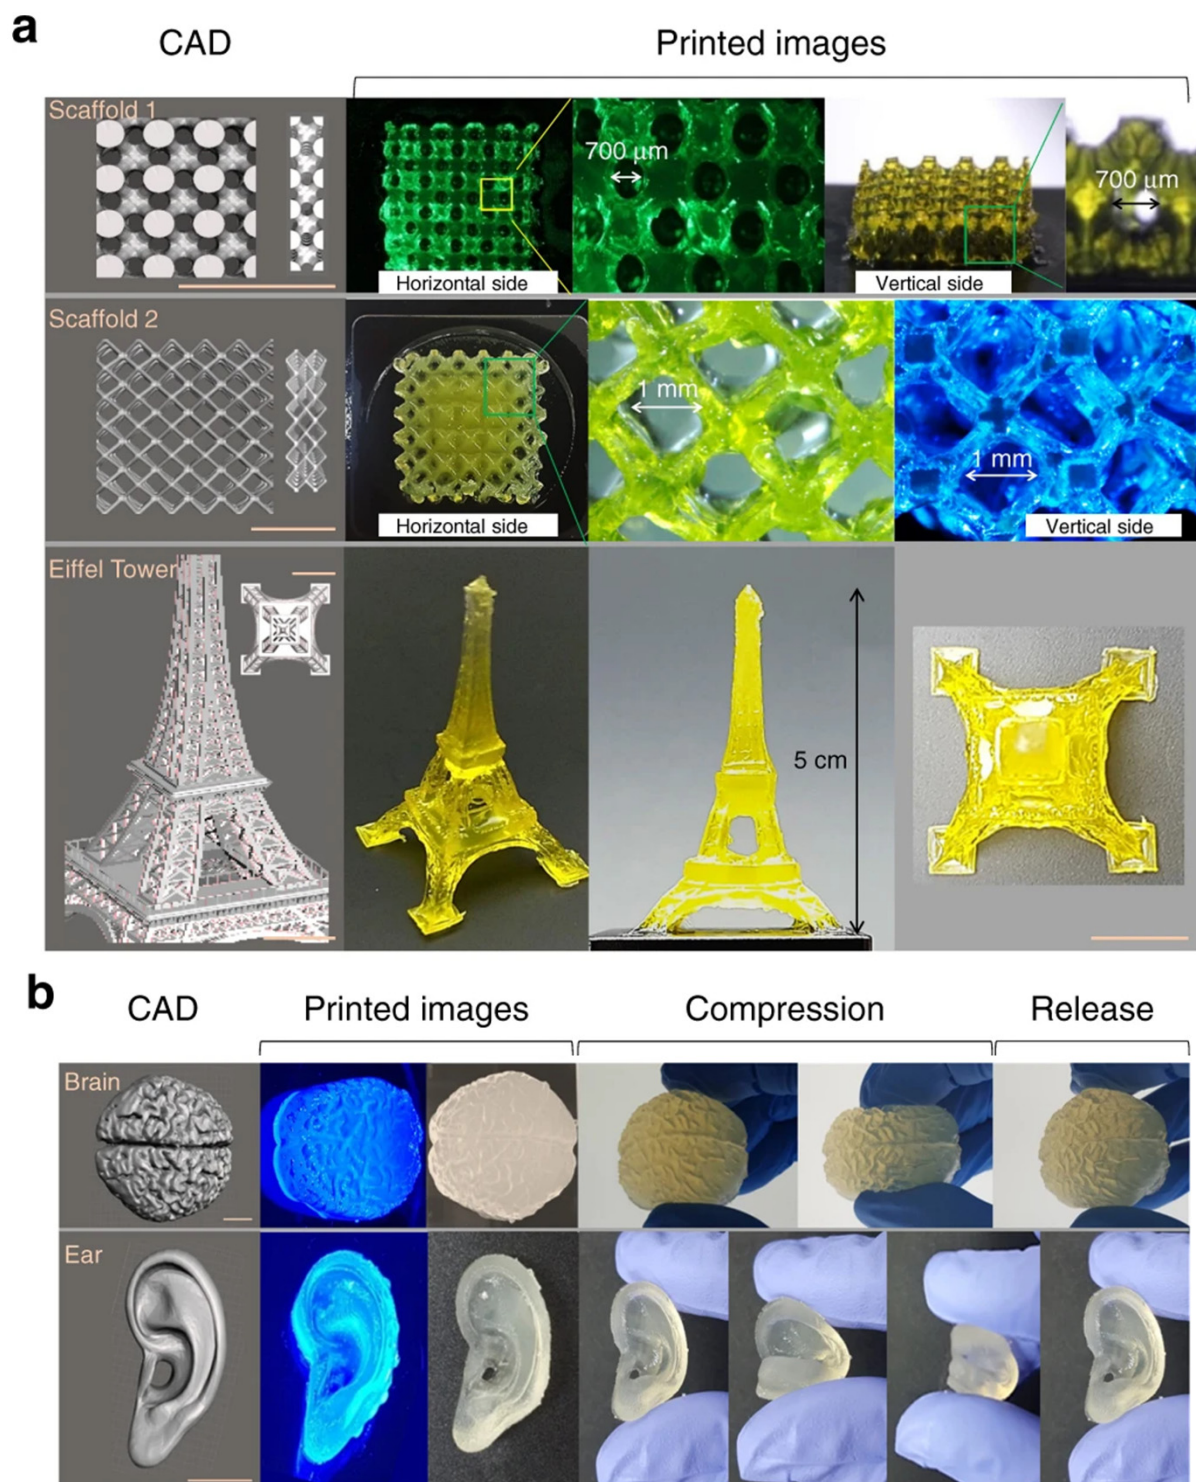 a
CAD
Printed images
Scaffold 1
700 μm
700 μm
Horizontal side
Vertical side
Scaffold 2
1 mm
1 mm
Horizontal side
Vertical side
Eiffel Tower
5 cm
b
CAD
Printed images
Compression
Release
Brain
Ear